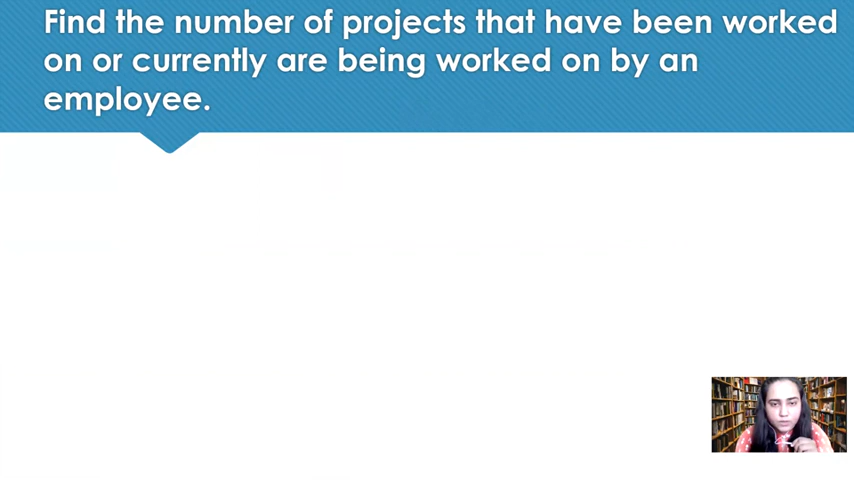 Find the number of projects that have been worked
on or currently are being worked on by an
employee.